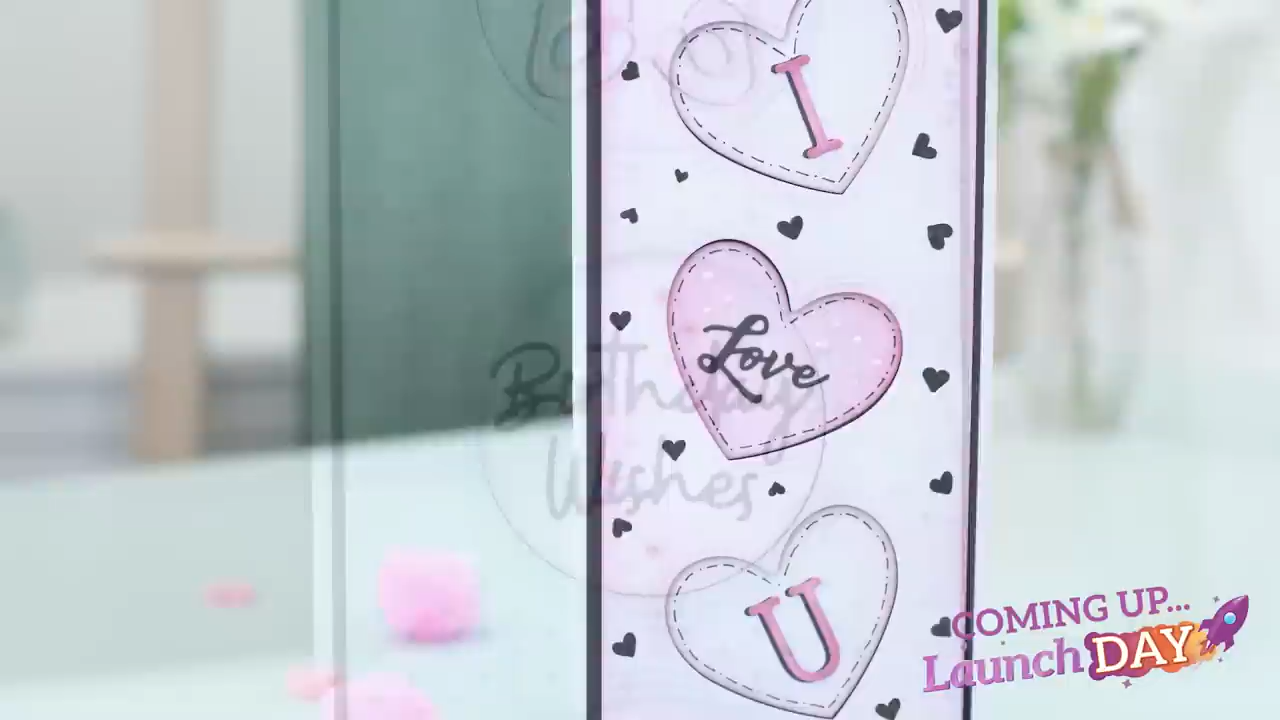 I
Love
Birthday
Wishes
U
COMING UP...
Launch DAY